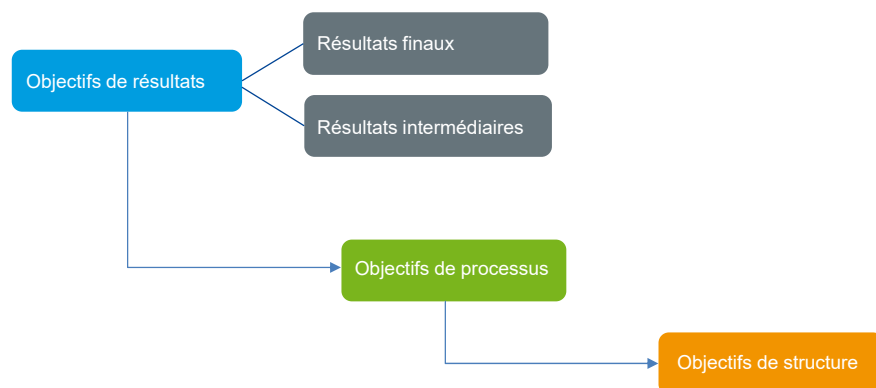 Résultats finaux
Objectifs de résultats
Résultats intermédiaires
Objectifs de processus
Objectifs de structure